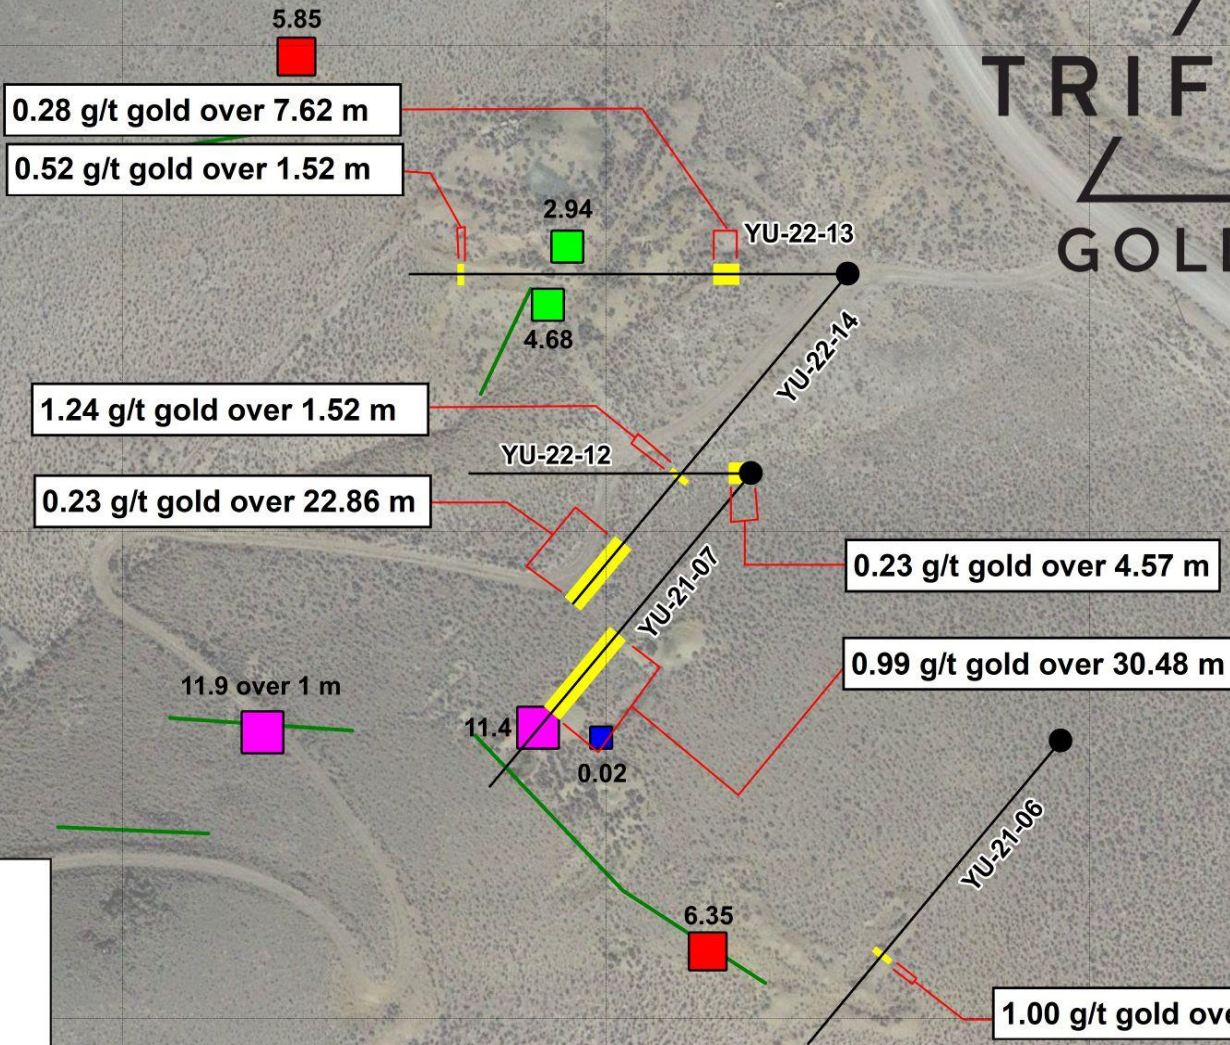 5.85
0.28 g/t gold over 7.62 m
0.52 g/t gold over 1.52 m
TRIF
GOL
2.94
YU-22-13
4.68
YU-22-14
1.24 g/t gold over 1.52 m
YU-22-12
0.23 g/t gold over 22.86 m
0.23 g/t gold over 4.57 m
YU-21-07
0.99 g/t gold over 30.48 m
11.9 over 1 m
11.4
0.02
YU-21-06
6.35
1.00 g/t gold ove